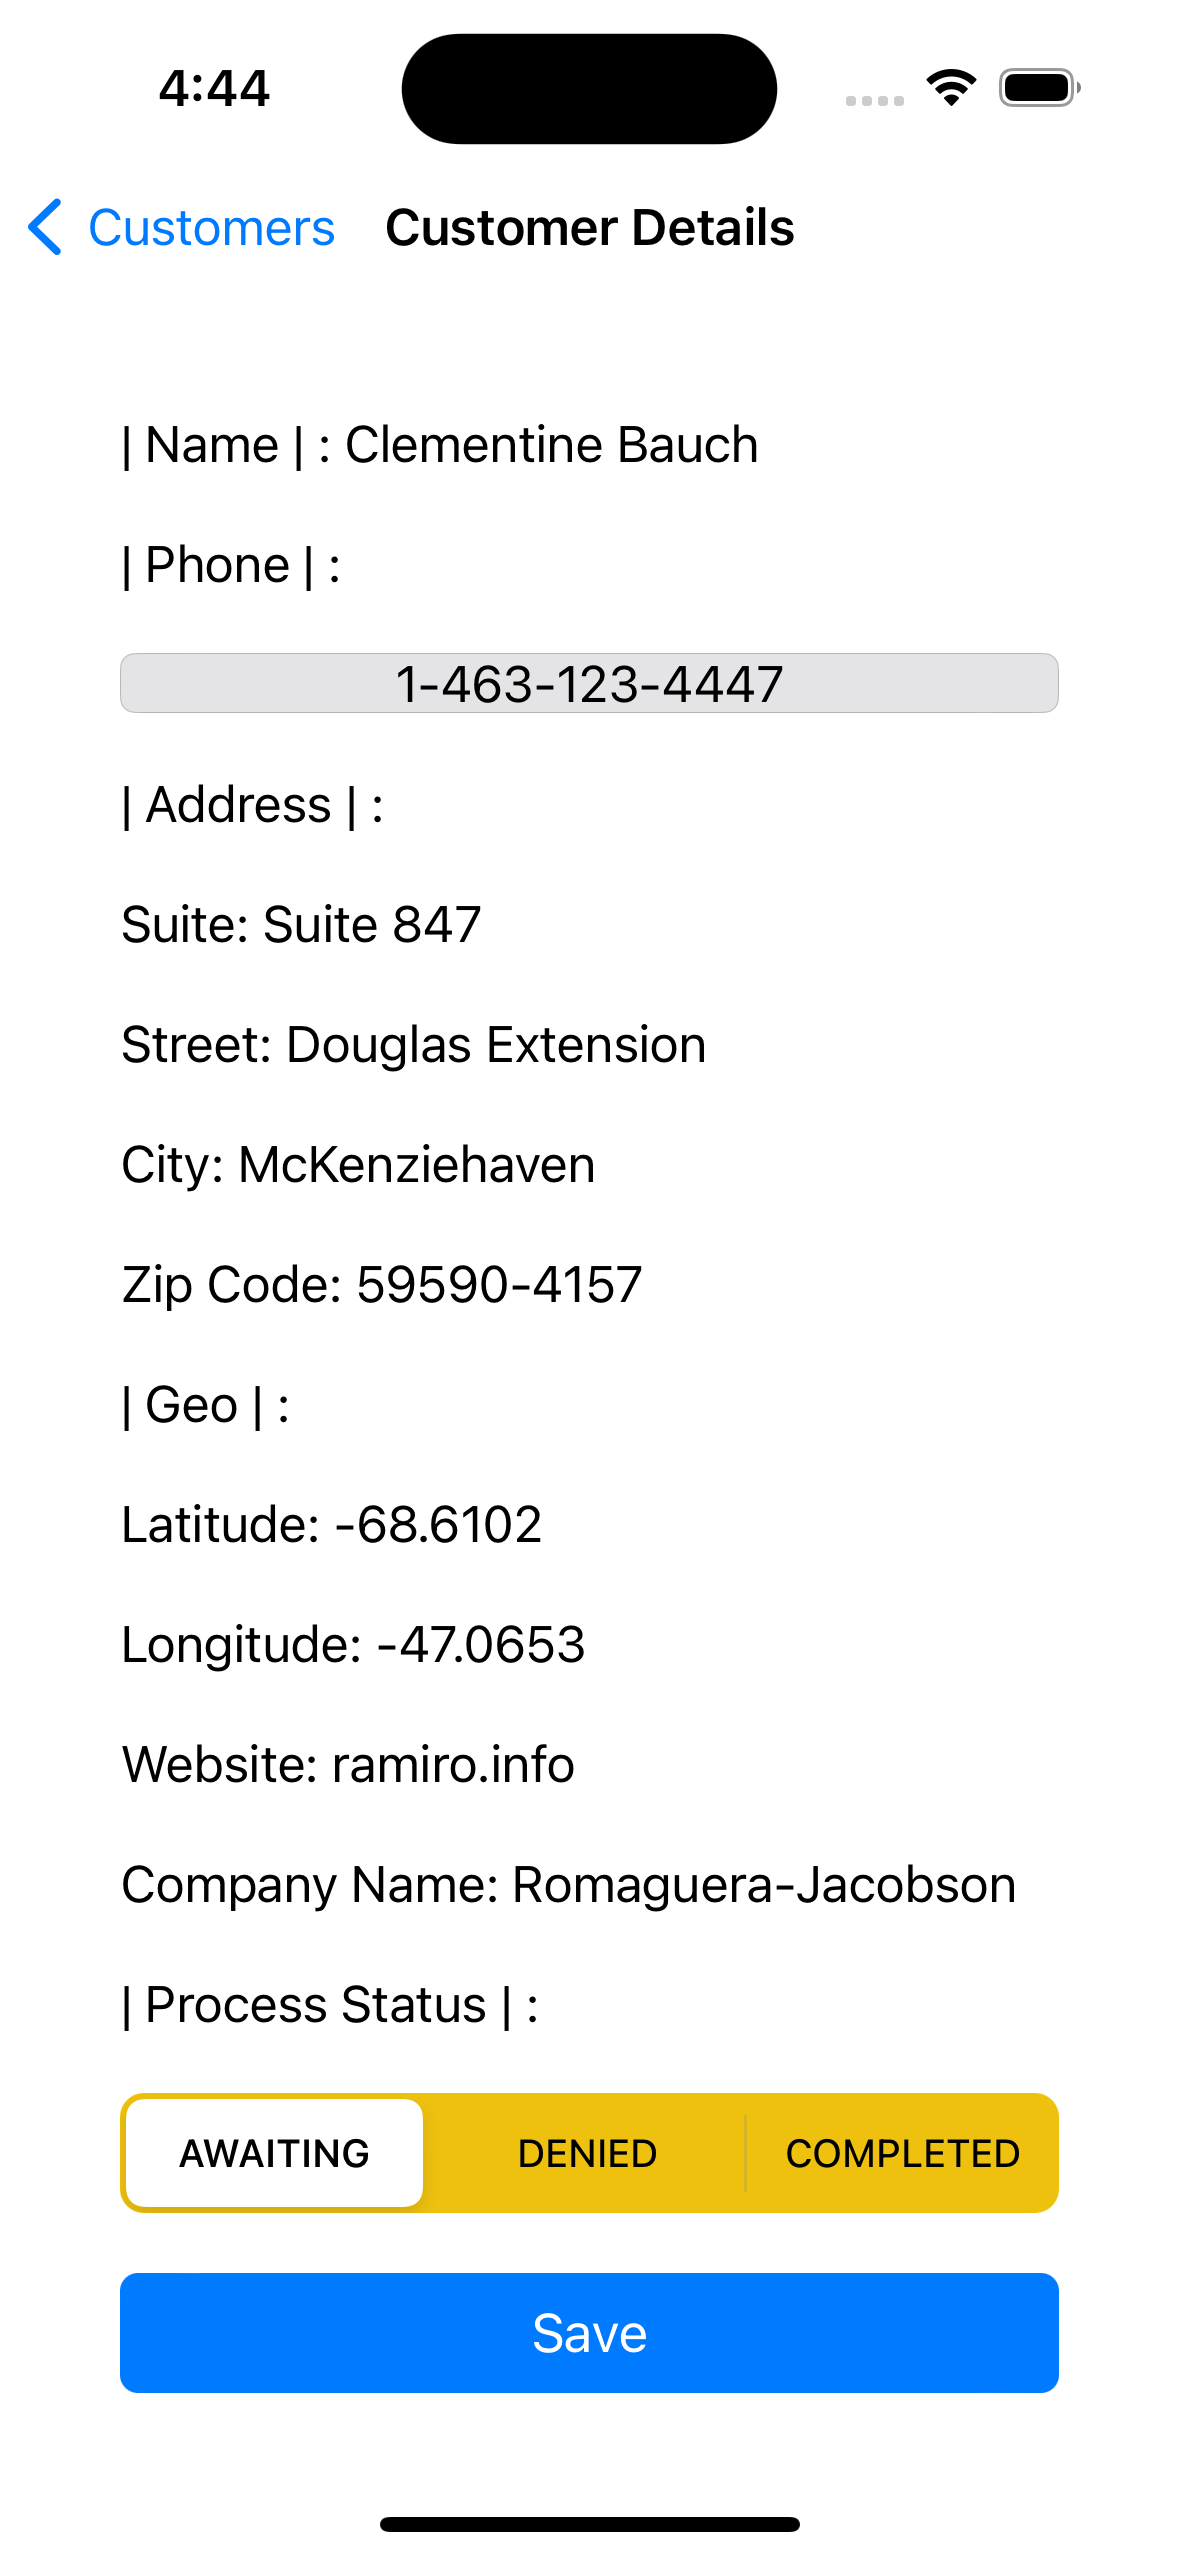 4:44
Customers Customer Details
| Name | : Clementine Bauch
| Phone | :
1-463-123-4447
| Address | :
Suite: Suite 847
Street: Douglas Extension
City: McKenziehaven
Zip Code: 59590-4157
| Geo | :
Latitude: -68.6102
Longitude: -47.0653
Website: ramiro.info
Company Name: Romaguera-Jacobson
| Process Status | :
AWAITING DENIED COMPLETED
Save